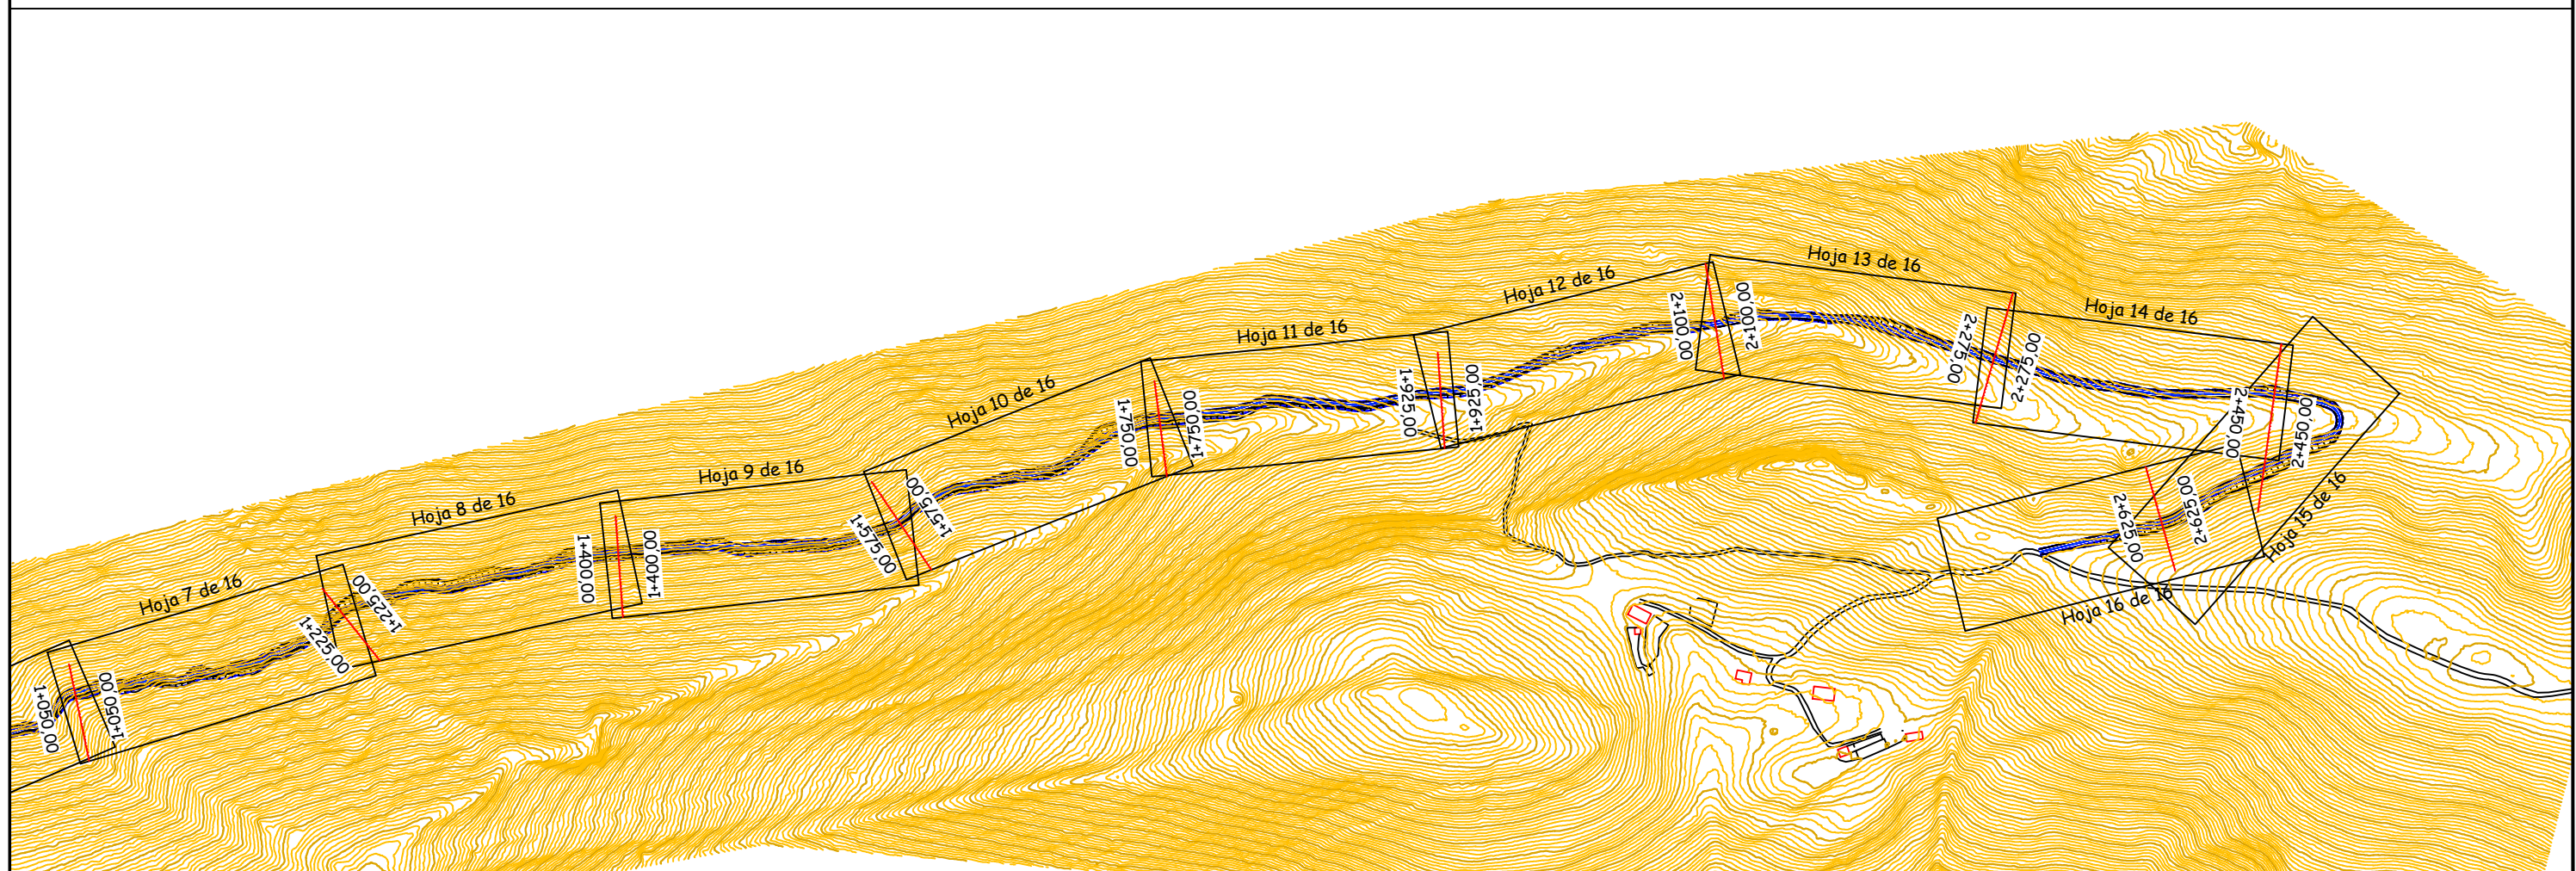 Hoja 7 de 16
Hoja 8 de 16
Hoja 9 de 16
Hoja 10 de 16
Hoja 11 de 16
Hoja 12 de 16
Hoja 13 de 16
Hoja 14 de 16
Hoja 15 de 16
Hoja 16 de 16
1+050,00
1+050,00
1+225,00
1+225,00
1+400,00
1+400,00
1+575,00
1+575,00
1+750,00
1+750,00
1+925,00
1+925,00
2+100,00
2+100,00
2+275,00
2+275,00
2+450,00
2+450,00
2+625,00
2+625,00